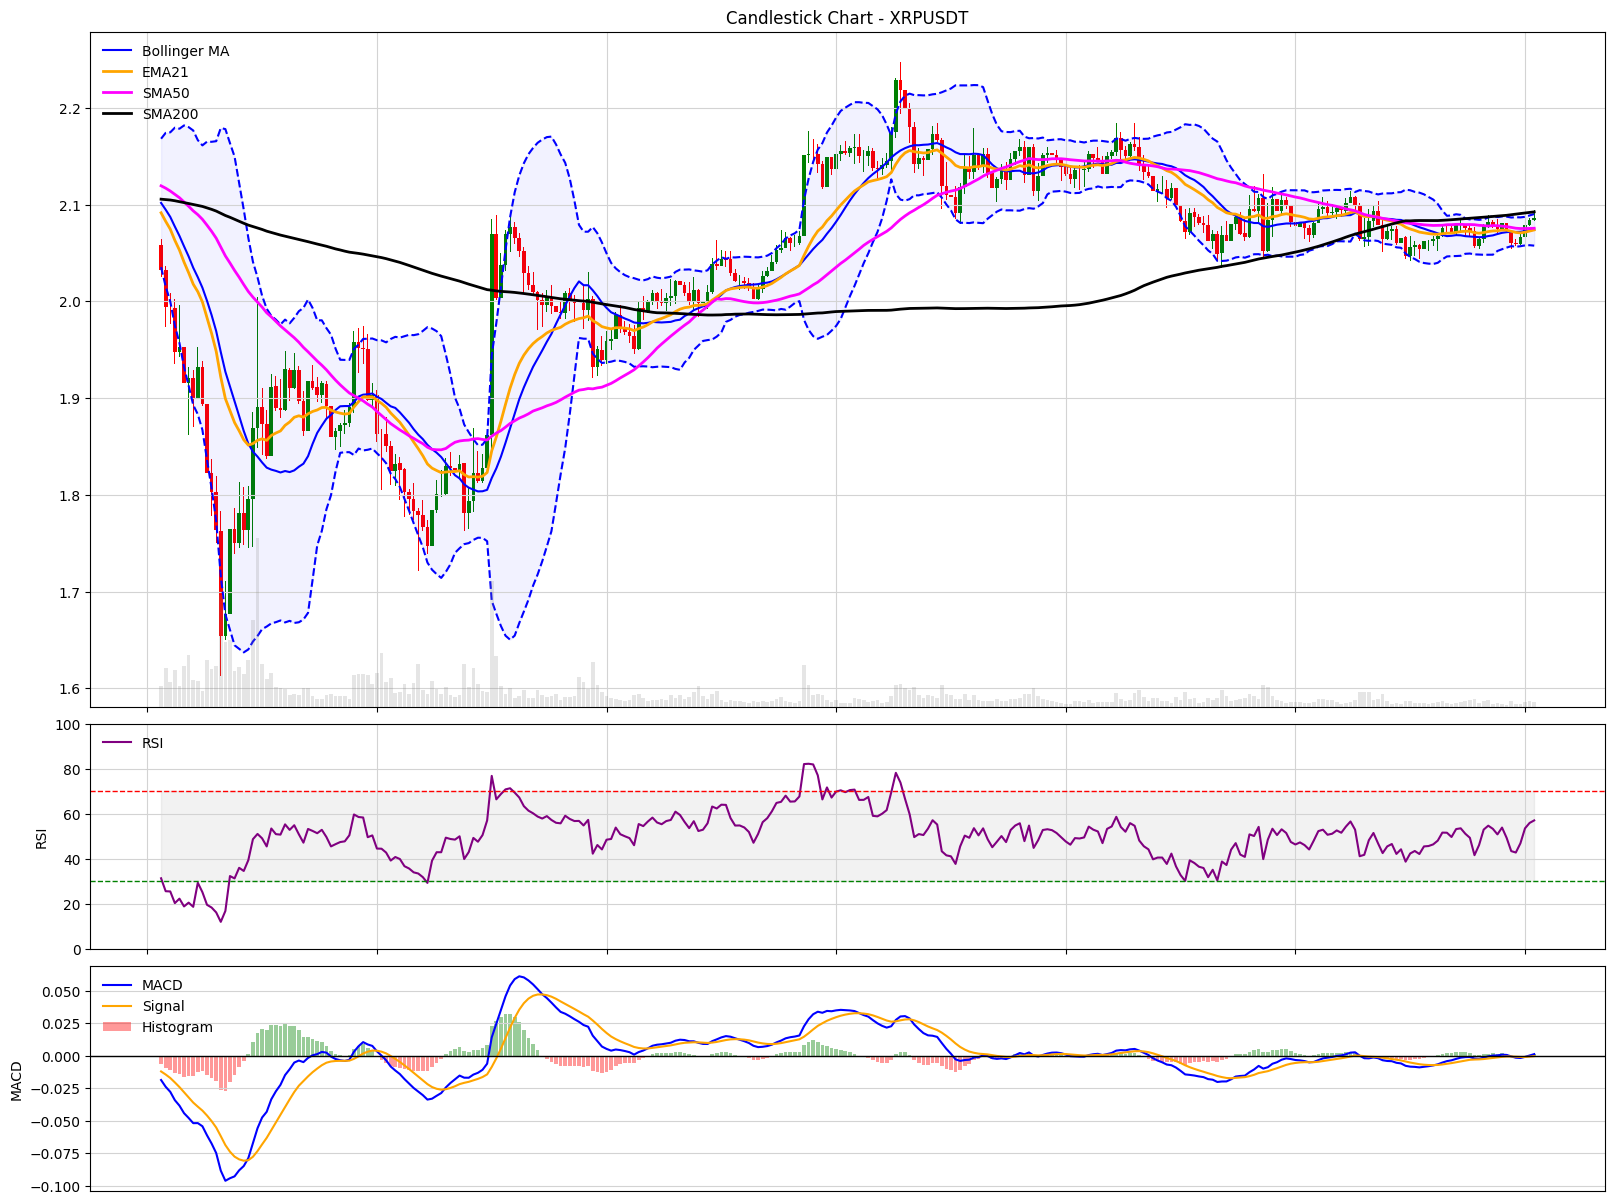 Candlestick Chart - XRPUSDT
Bollinger MA
EMA21
SMA50
SMA200
2.2
2.1
2.0
1.9
1.8
1.7
1.6
RSI
100
80
60
40
20
0
RSI
MACD
Signal
Histogram
0.050
0.025
0.000
−0.025
−0.050
−0.075
−0.100
MACD